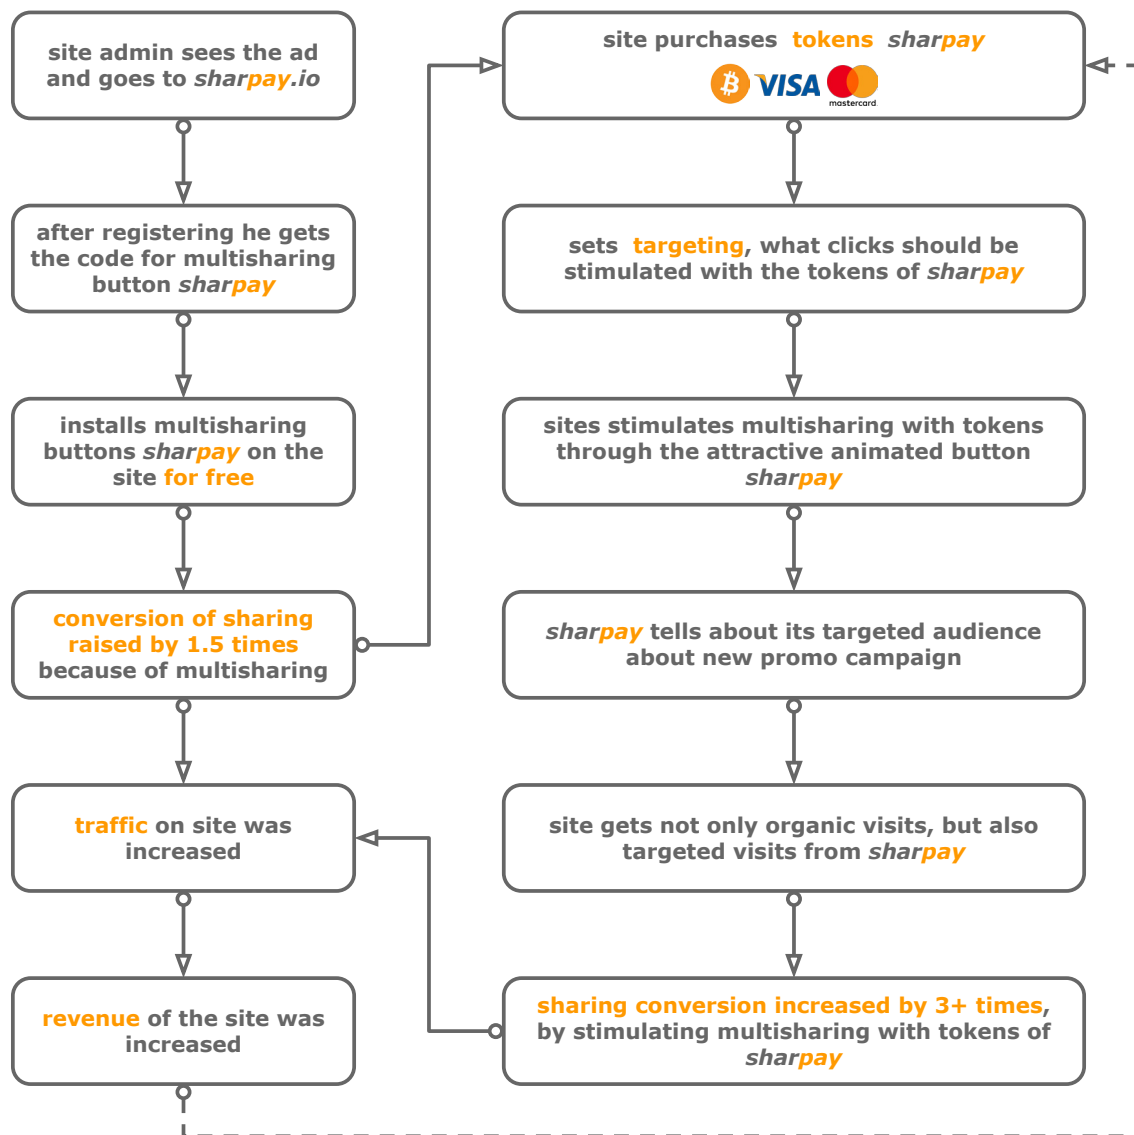 site admin sees the ad
and goes to sharpay.io
after registering he gets
the code for multisharing
button sharpay
installs multisharing
buttons sharpay on the
site for free
conversion of sharing
raised by 1.5 times
because of multisharing
traffic on site was
increased
revenue of the site was
increased
site purchases tokens sharpay
VISA
mastercard
sets targeting, what clicks should be
stimulated with the tokens of sharpay
sites stimulates multisharing with tokens
through the attractive animated button
sharpay
sharpay tells about its targeted audience
about new promo campaign
site gets not only organic visits, but also
targeted visits from sharpay
sharing conversion increased by 3+ times,
by stimulating multisharing with tokens of
sharpay